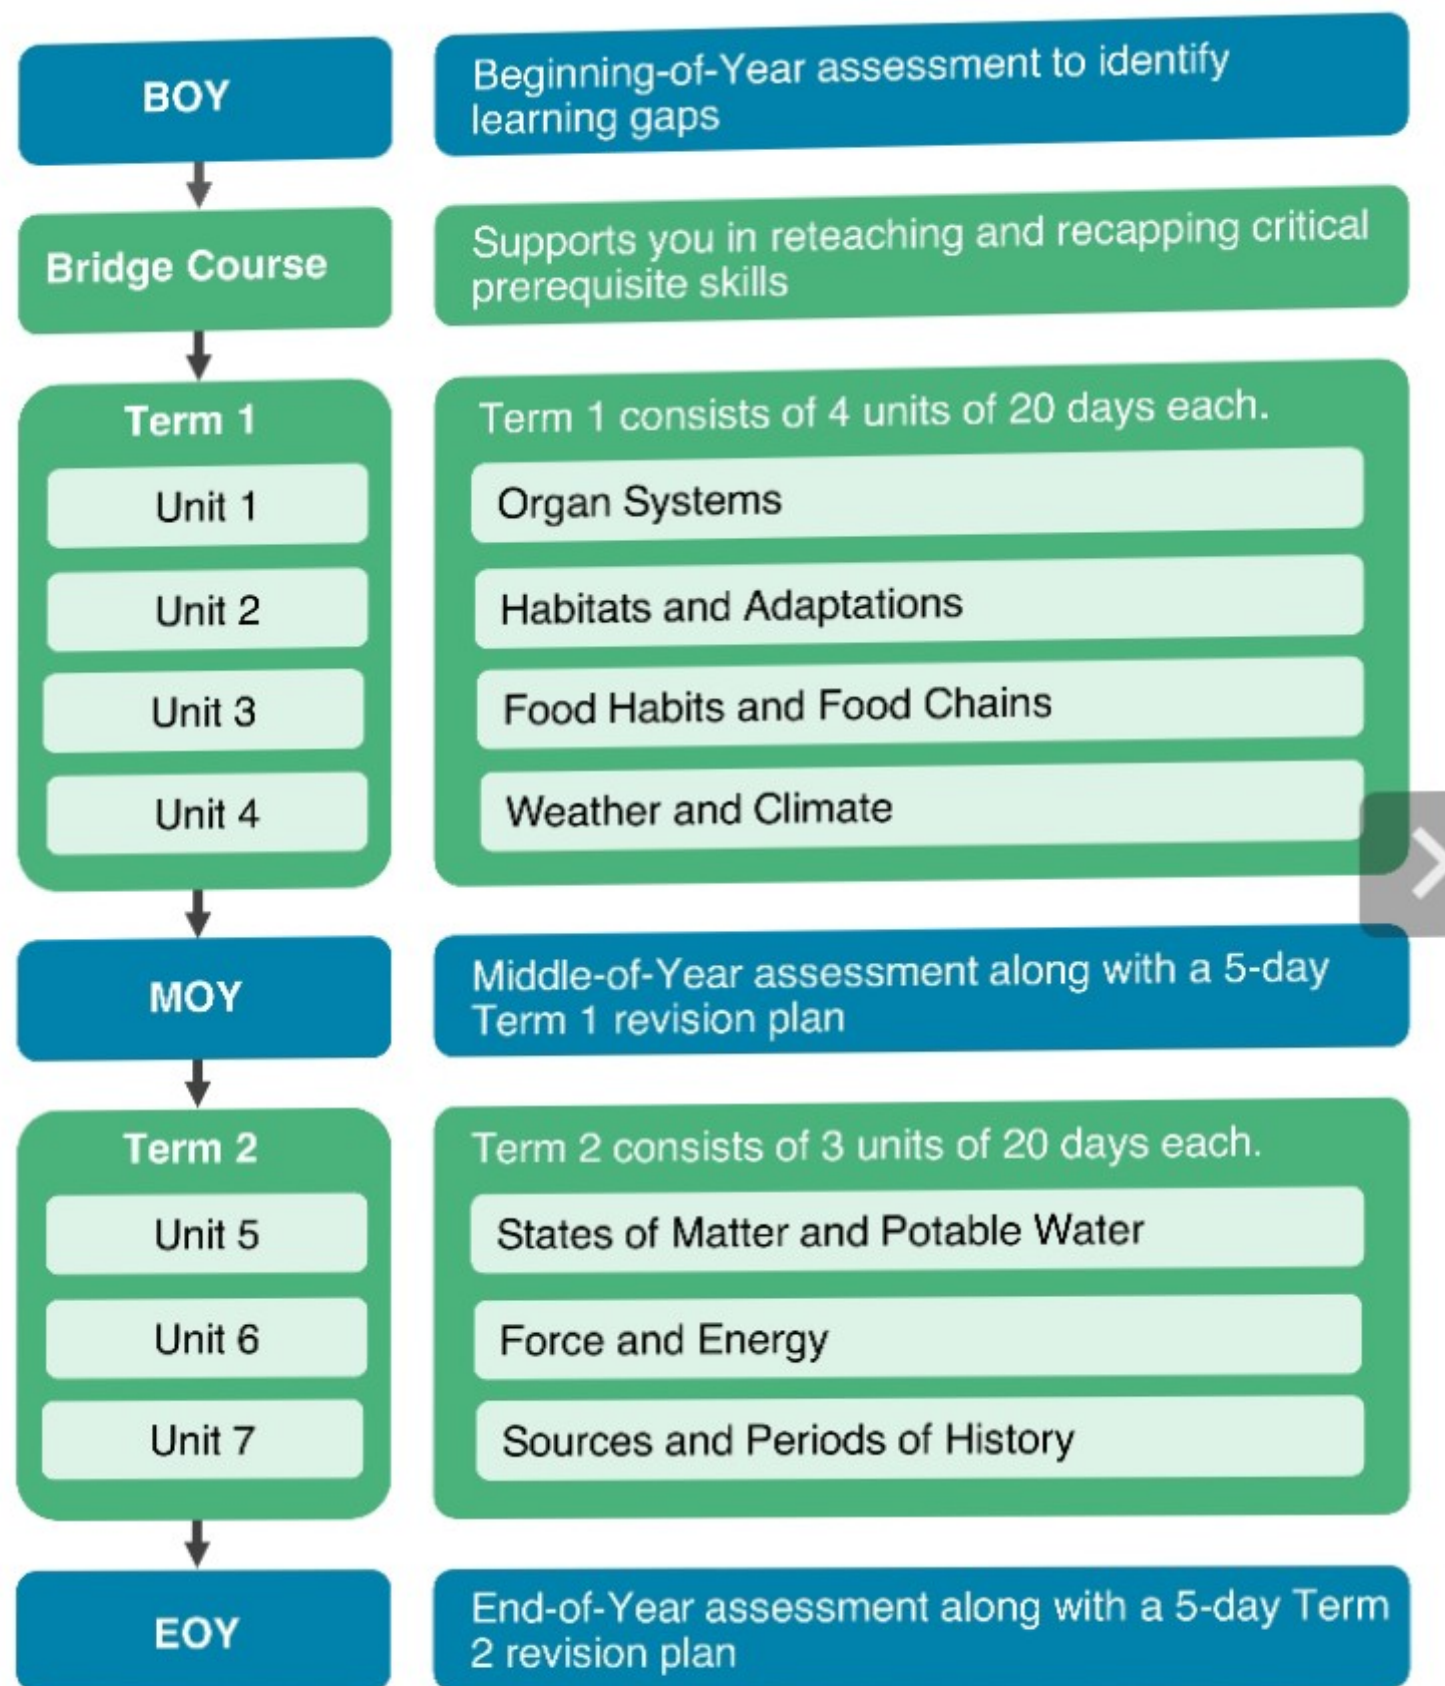 BOY
Beginning-of-Year assessment to identify
learning gaps
Bridge Course
Supports you in reteaching and recapping critical
prerequisite skills
Term 1
Term 1 consists of 4 units of 20 days each.
Unit 1
Organ Systems
Unit 2
Habitats and Adaptations
Unit 3
Food Habits and Food Chains
Unit 4
Weather and Climate
MOY
Middle-of-Year assessment along with a 5-day
Term 1 revision plan
Term 2
Term 2 consists of 3 units of 20 days each.
Unit 5
States of Matter and Potable Water
Unit 6
Force and Energy
Unit 7
Sources and Periods of History
EOY
End-of-Year assessment along with a 5-day Term
2 revision plan